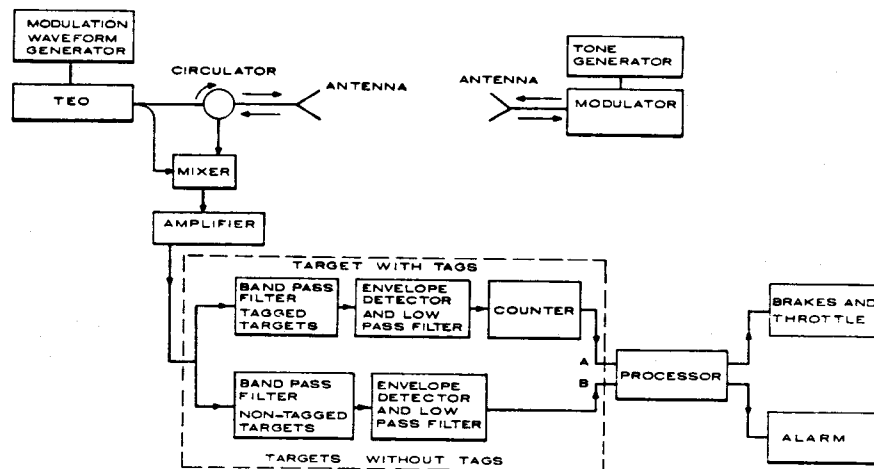 MODULATION
WAVEFORM
GENERATOR
TEO
CIRCULATOR
ANTENNA
MIXER
AMPLIFIER
ANTENNA
TONE
GENERATOR
MODULATOR
TARGET WITH TAGS
BAND PASS
FILTER
TAGGED
TARGETS
ENVELOPE
DETECTOR
AND LOW
PASS FILTER
COUNTER
A
B
BAND PASS
FILTER
NON-TAGGED
TARGETS
ENVELOPE
DETECTOR
AND LOW
PASS FILTER
TARGETS WITHOUT TAGS
PROCESSOR
BRAKES AND
THROTTLE
ALARM